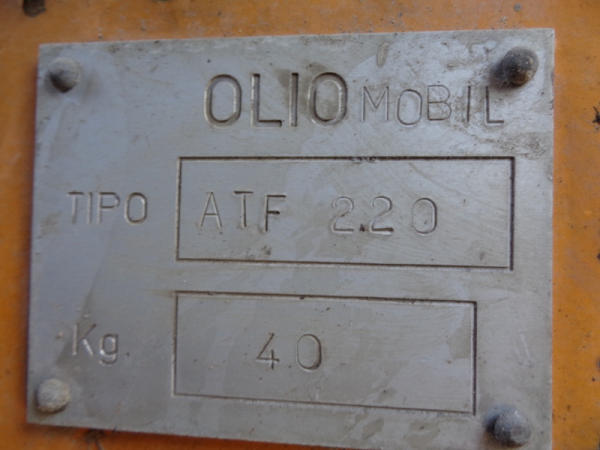 OLIO MOBIL
TIPO ATF 220
Kg 40